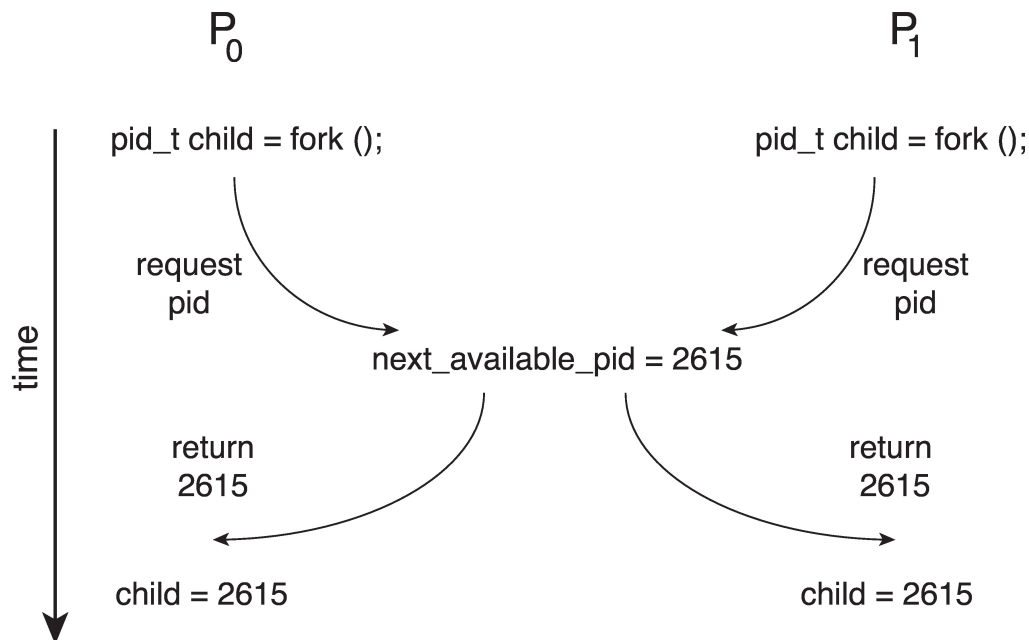 P0 P1
pid_t child = fork (); pid_t child = fork ();
request request
pid pid
time
next_available_pid = 2615
return return
2615 2615
child = 2615 child = 2615